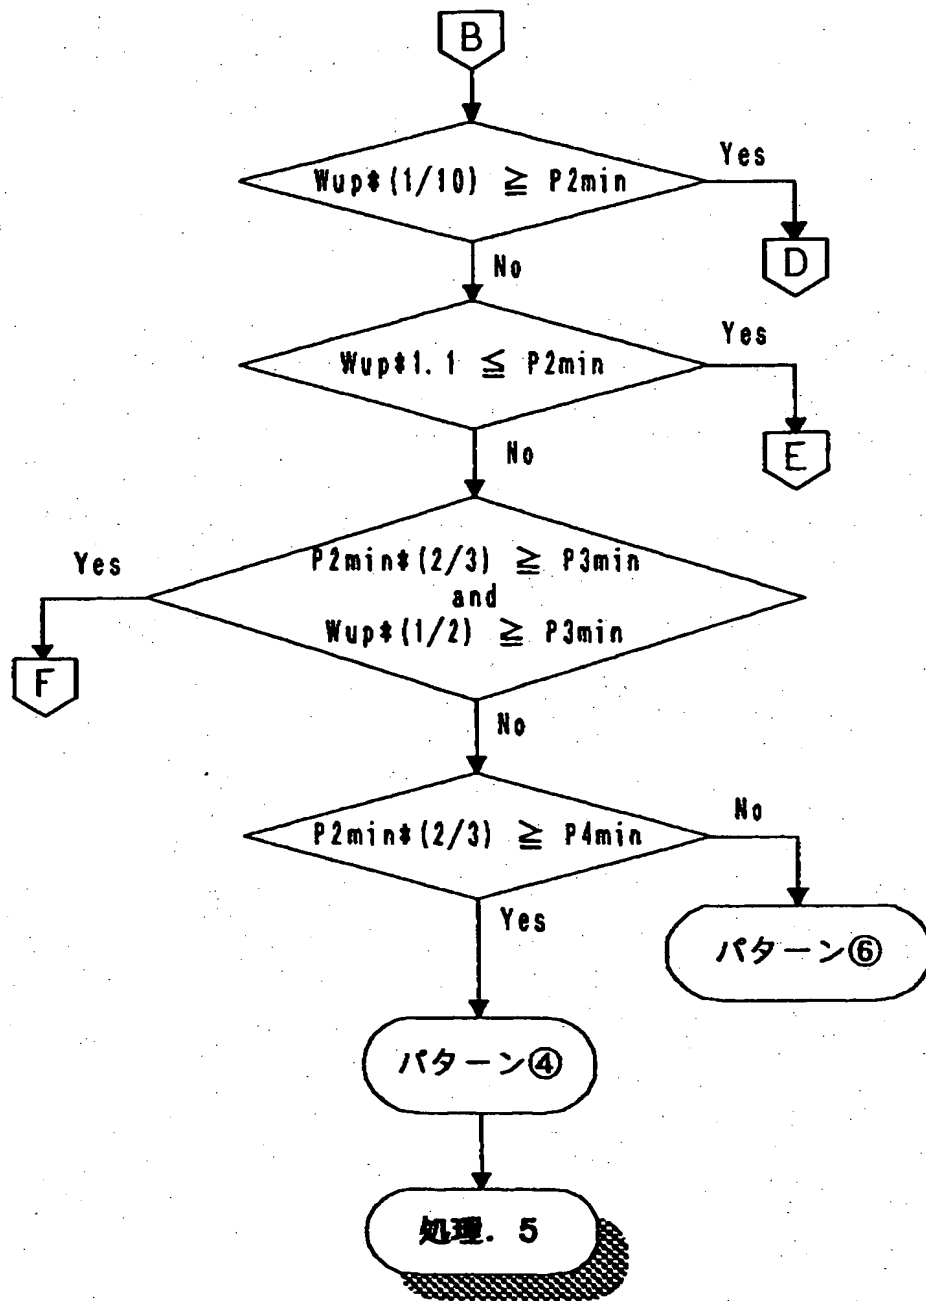 B
Wup*(1/10) ≧ P2min
Yes
D
No
Wup*1.1 ≦ P2min
Yes
E
No
P2min*(2/3) ≧ P3min
and
Wup*(1/2) ≧ P3min
Yes
F
No
P2min*(2/3) ≧ P4min
No
パターン⑥
Yes
パターン④
処理．5